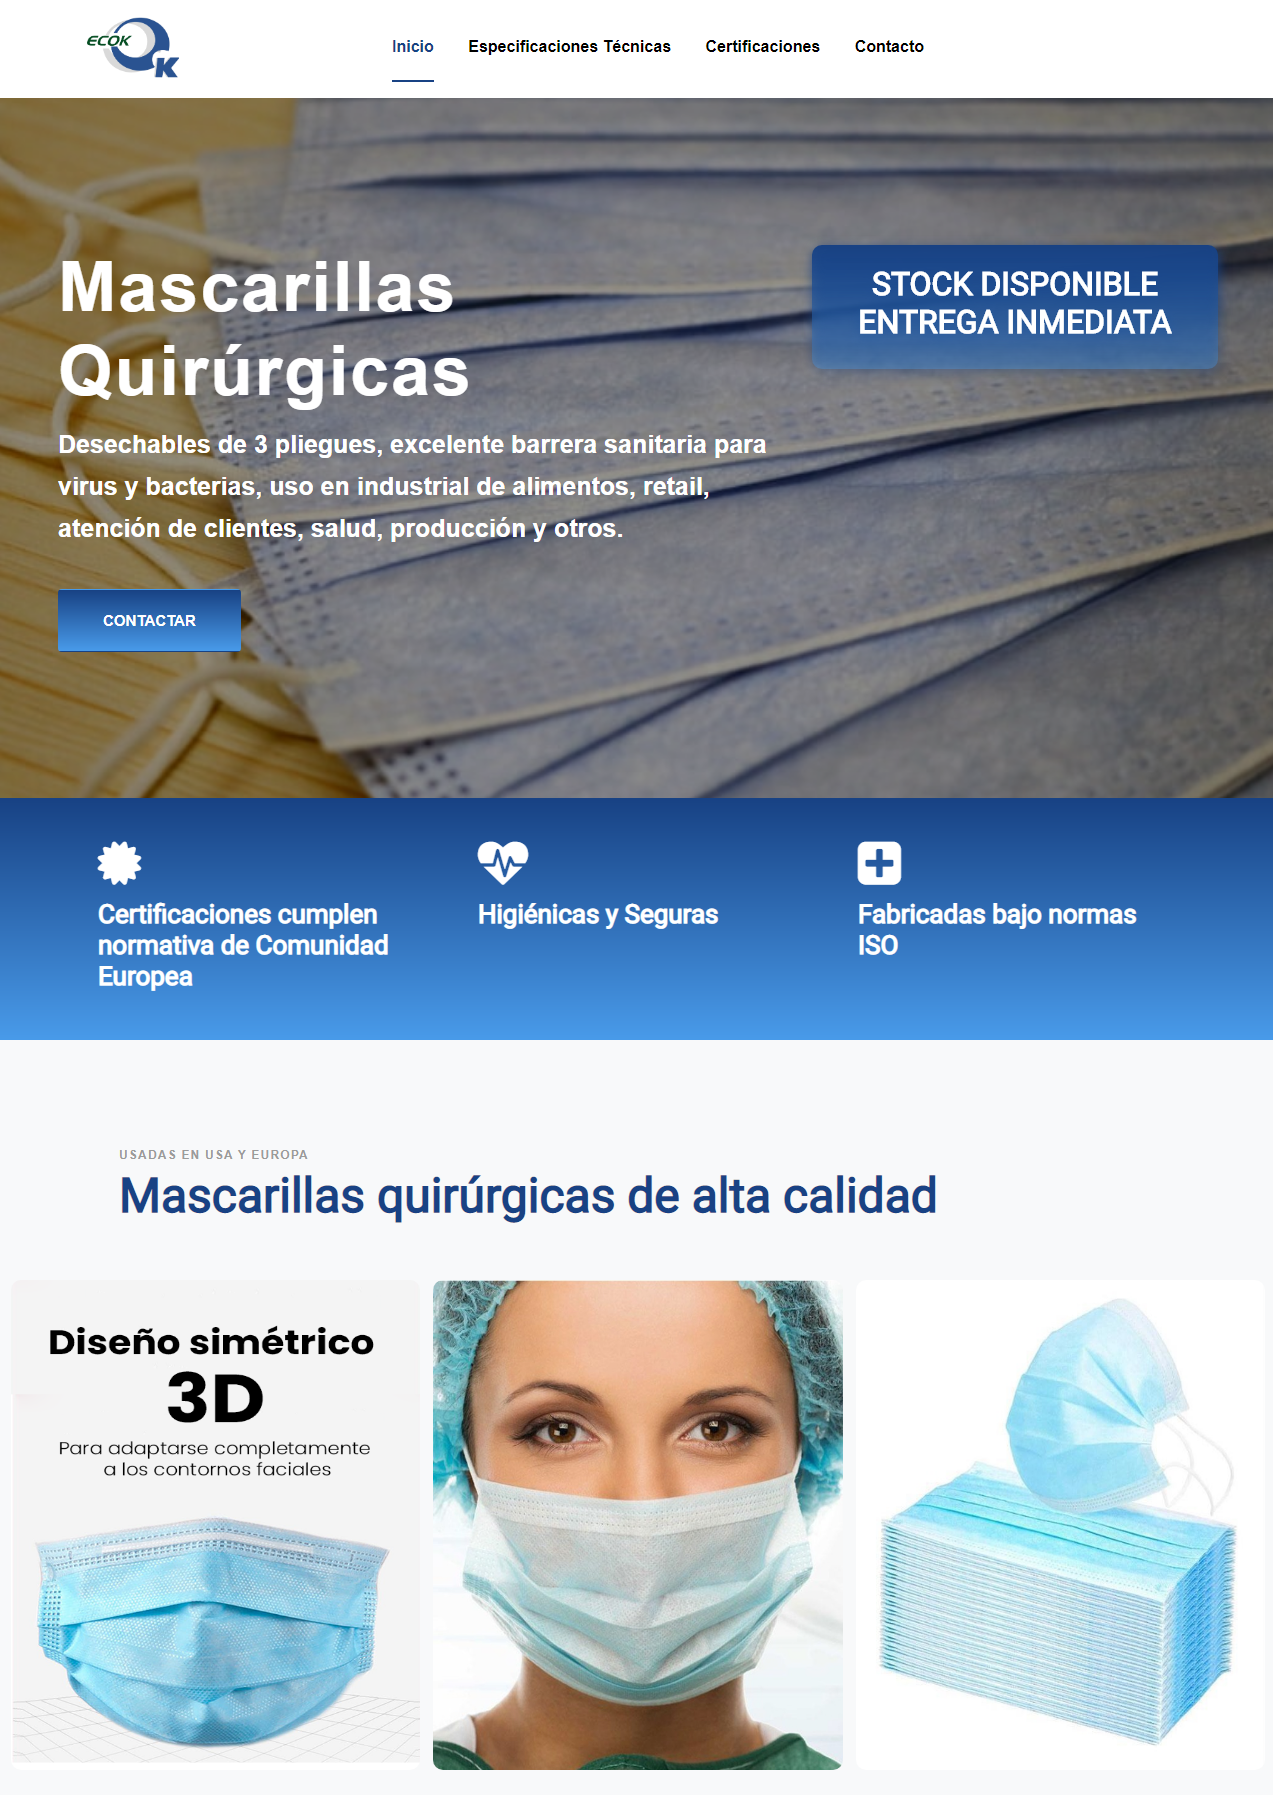 ECOK
K
Inicio
Especificaciones Técnicas
Certificaciones
Contacto
Mascarillas
Quirúrgicas
STOCK DISPONIBLE
ENTREGA INMEDIATA
Desechables de 3 pliegues, excelente barrera sanitaria para
virus y bacterias, uso en industrial de alimentos, retail,
atención de clientes, salud, producción y otros.
CONTACTAR
Certificaciones cumplen
normativa de Comunidad
Europea
Higiénicas y Seguras
Fabricadas bajo normas
ISO
USADAS EN USA Y EUROPA
Mascarillas quirúrgicas de alta calidad
Diseño simétrico
3D
Para adaptarse completamente
a los contornos faciales